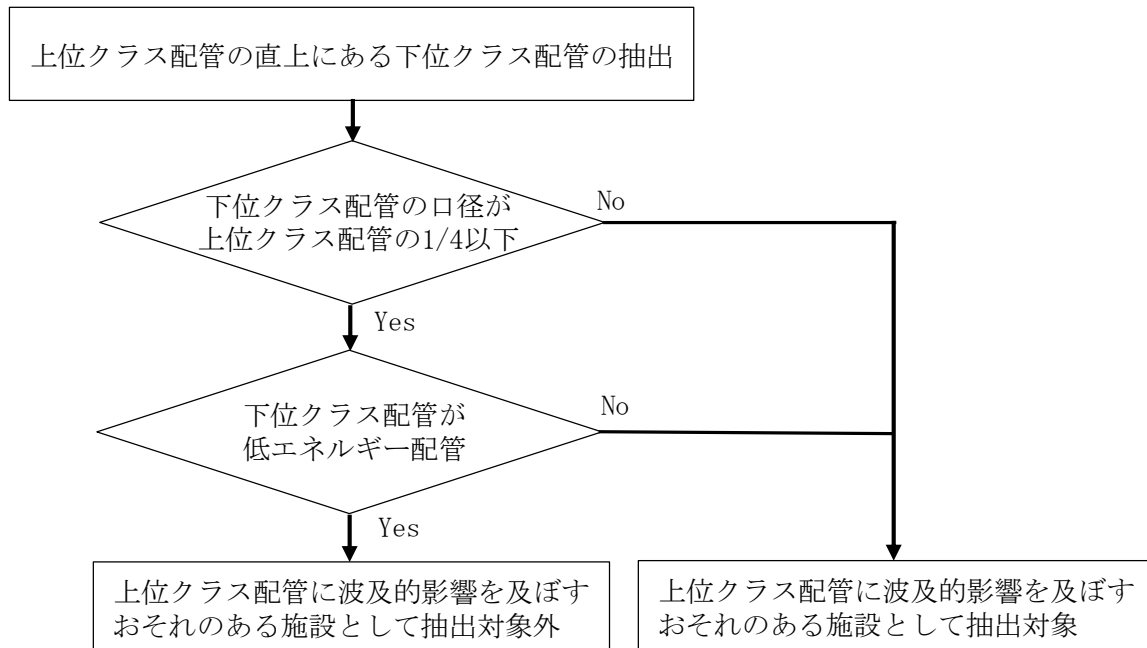 上位クラス配管の直上にある下位クラス配管の抽出
下位クラス配管の口径が
上位クラス配管の1/4以下
No
Yes
下位クラス配管が
低エネルギー配管
No
Yes
上位クラス配管に波及的影響を及ぼす
おそれのある施設として抽出対象外
上位クラス配管に波及的影響を及ぼす
おそれのある施設として抽出対象